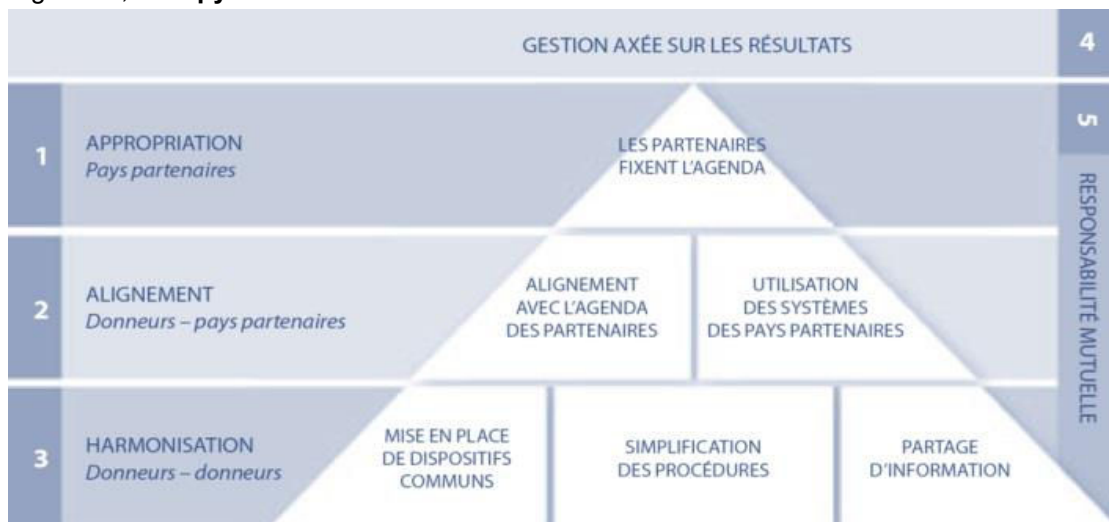 GESTION AXÉE SUR LES RÉSULTATS
4
1
APPROPRIATION
Pays partenaires
LES PARTENAIRES
FIXENT L'AGENDA
5
RESPONSABILITÉ MUTUELLE
2
ALIGNEMENT
Donneurs – pays partenaires
ALIGNEMENT
AVEC L'AGENDA
DES PARTENAIRES
UTILISATION
DES SYSTÈMES
DES PAYS PARTENAIRES
3
HARMONISATION
Donneurs – donneurs
MISE EN PLACE
DE DISPOSITIFS
COMMUNS
SIMPLIFICATION
DES PROCÉDURES
PARTAGE
D'INFORMATION